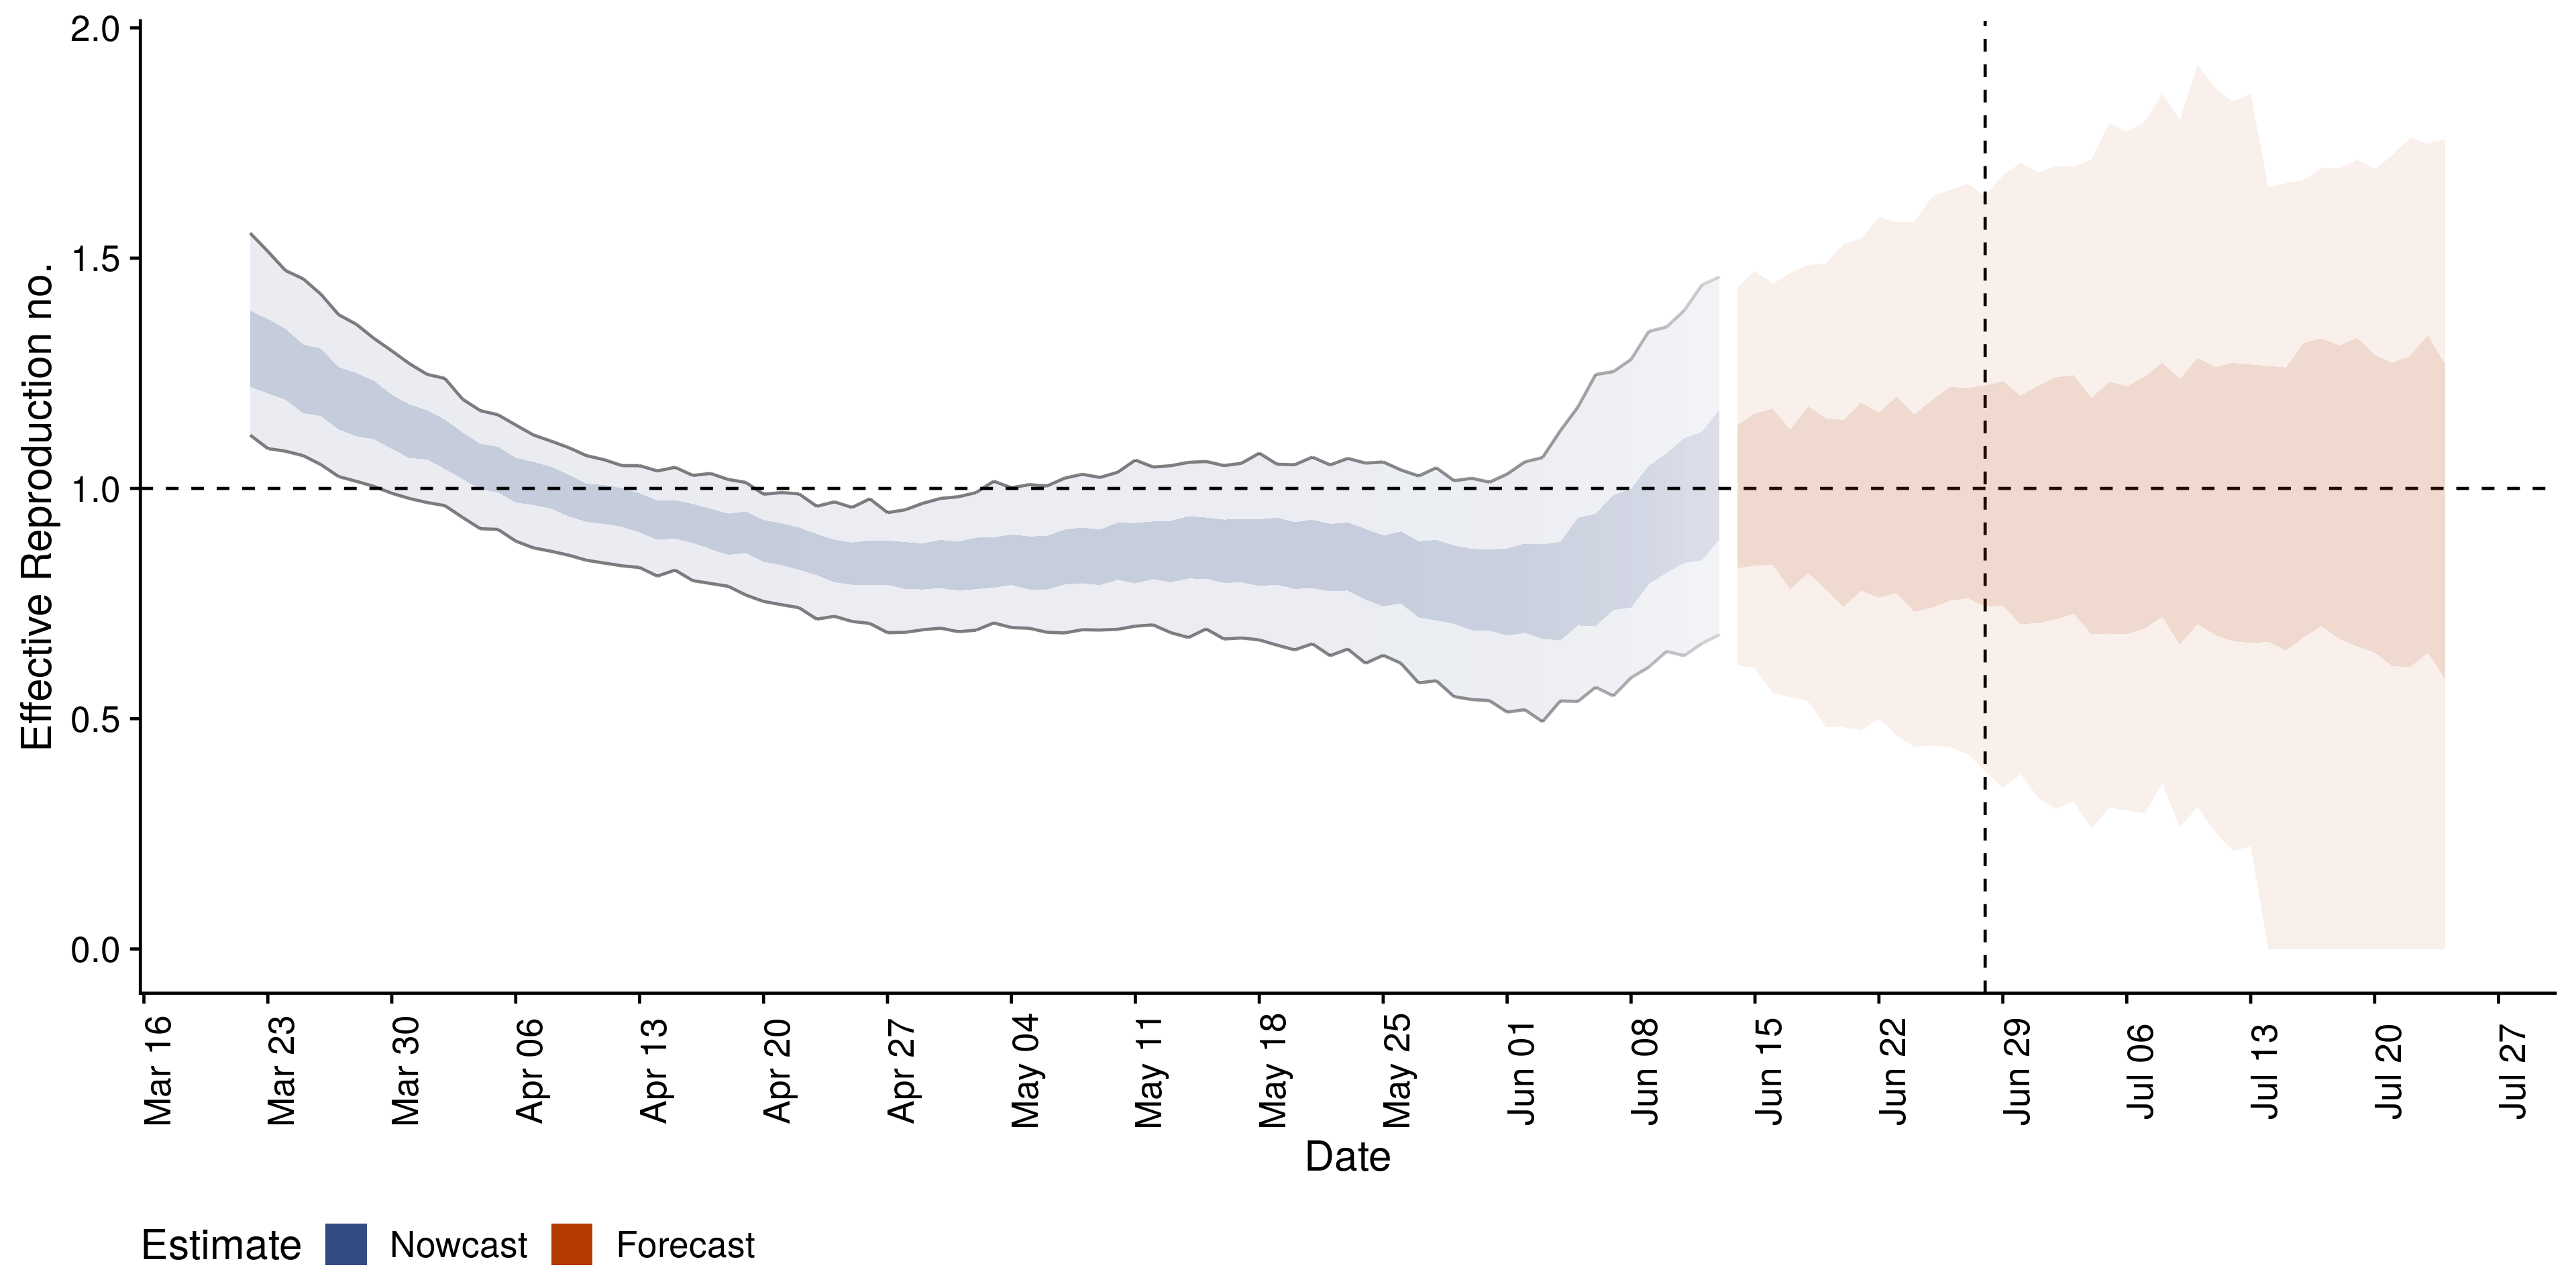 Effective Reproduction no.
2.0
1.5
1.0
0.5
0.0
Mar 16
Mar 23
Mar 30
Apr 06
Apr 13
Apr 20
Apr 27
May 04
May 11
May 18
May 25
Jun 01
Jun 08
Jun 15
Jun 22
Jun 29
Jul 06
Jul 13
Jul 20
Jul 27
Date
Estimate Nowcast Forecast